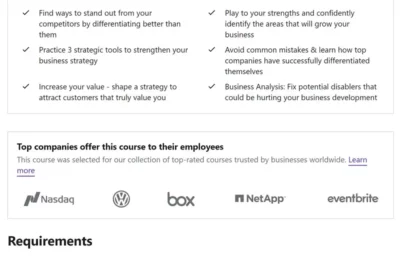 Find ways to stand out from your
competitors by differentiating better than
them
Play to your strengths and confidently
identify the areas that will grow your
business
Practice 3 strategic tools to strengthen your
business strategy
Avoid common mistakes & learn how top
companies have successfully differentiated
themselves
Increase your value - shape a strategy to
attract customers that truly value you
Business Analysis: Fix potential disablers that
could be hurting your business development
Top companies offer this course to their employees
This course was selected for our collection of top-rated courses trusted by businesses worldwide. Learn
more
Nasdaq
box
NetApp
eventbrite
Requirements